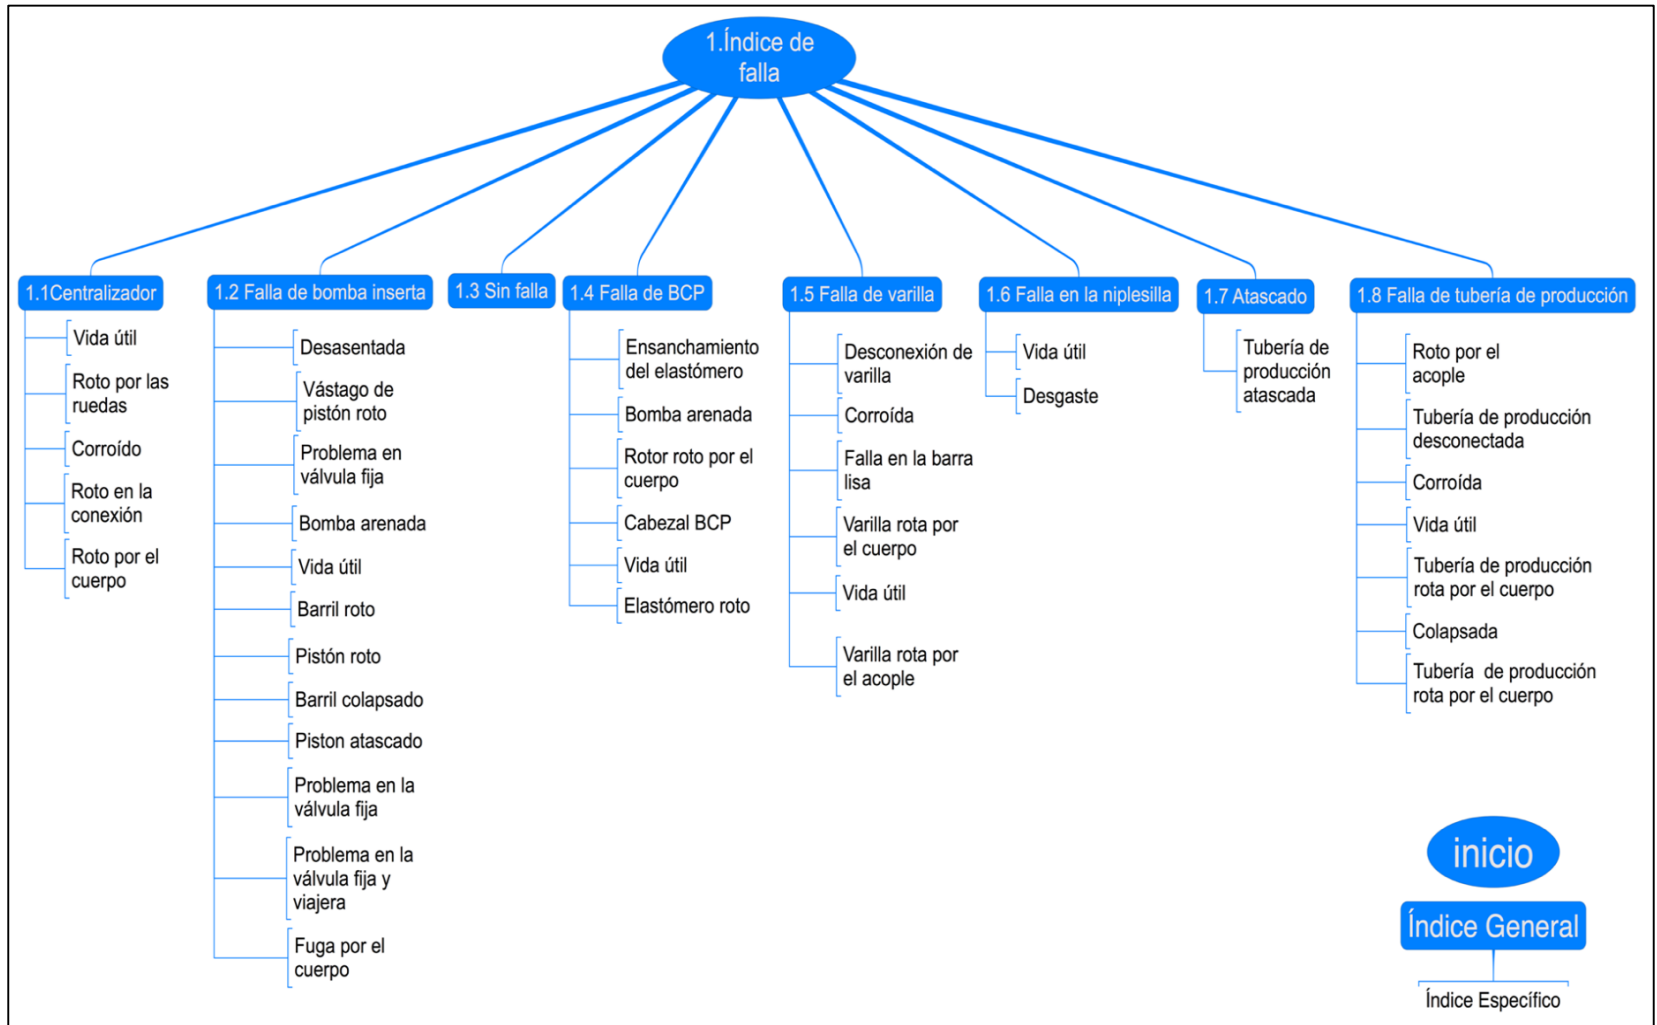 1.Índice de
falla
1.1Centralizador
Vida útil
Roto por las
ruedas
Corroído
Roto en la
conexión
Roto por el
cuerpo
1.2 Falla de bomba inserta
Desasentada
Vástago de
pistón roto
Problema en
válvula fija
Bomba arenada
Vida útil
Barril roto
Pistón roto
Barril colapsado
Piston atascado
Problema en la
válvula fija
Problema en la
válvula fija y
viajera
Fuga por el
cuerpo
1.3 Sin falla
1.4 Falla de BCP
Ensanchamiento
del elastómero
Bomba arenada
Rotor roto por el
cuerpo
Cabezal BCP
Vida útil
Elastómero roto
1.5 Falla de varilla
Desconexión de
varilla
Corroída
Falla en la barra
lisa
Varilla rota por
el cuerpo
Vida útil
Varilla rota por
el acople
1.6 Falla en la niplesilla
Vida útil
Desgaste
1.7 Atascado
Tubería de
producción
atascada
1.8 Falla de tubería de producción
Roto por el
acople
Tubería de producción
desconectada
Corroída
Vida útil
Tubería de producción
rota por el cuerpo
Colapsada
Tubería de producción
rota por el cuerpo
inicio
Índice General
Índice Específico